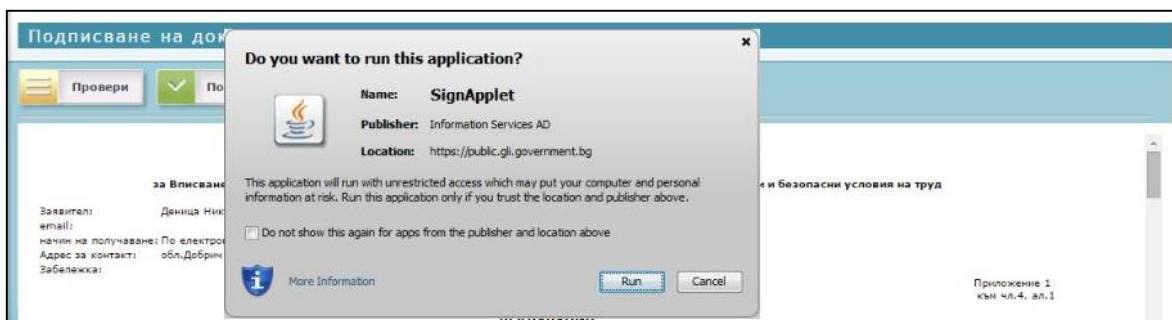 Подписване на док
Do you want to run this application?
Провери
Name: SignApplet
Publisher: Information Services AD
Location: https://public.gli.government.bg
за Вписване
и безопасни условия на труд
This application will run with unrestricted access which may put your computer and personal
information at risk. Run this application only if you trust the location and publisher above.
Заявител: Деница Ник
email:
Do not show this again for apps from the publisher and location above
начин на получаване: По електро
Адрес за контакт: обл.Добрич
Забележка:
More Information
Run
Cancel
Приложение 1
към чл.4, ал.1